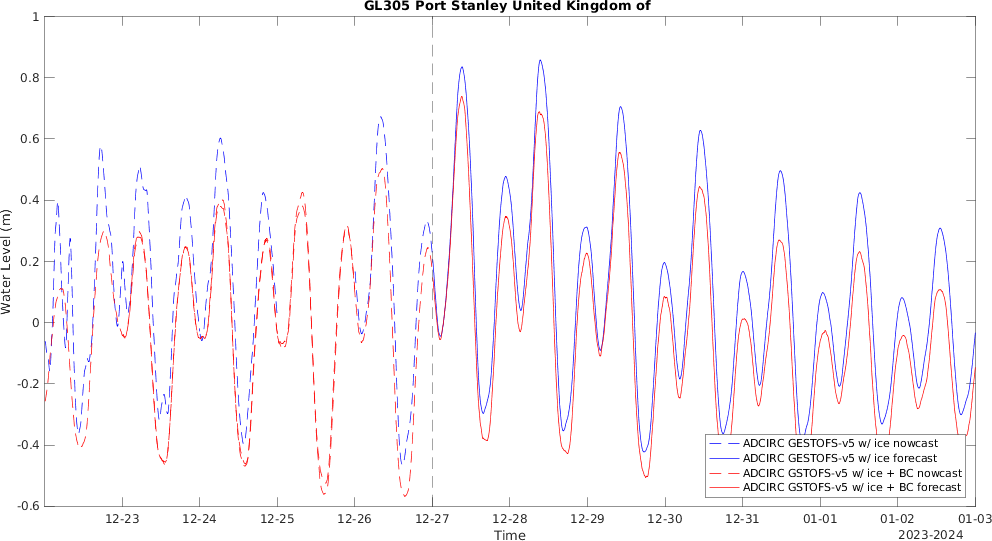 GL305 Port Stanley United Kingdom of
1
0.8
0.6
0.4
0.2
0
-0.2
-0.4
-0.6
Water Level (m)
ADCIRC GESTOFS-v5 w/ ice nowcast
ADCIRC GESTOFS-v5 w/ ice forecast
ADCIRC GSTOFS-v5 w/ ice + BC nowcast
ADCIRC GSTOFS-v5 w/ ice + BC forecast
12-23 12-24 12-25 12-26 12-27 12-28 12-29 12-30 12-31 01-01 01-02 01-03
Time
2023-2024